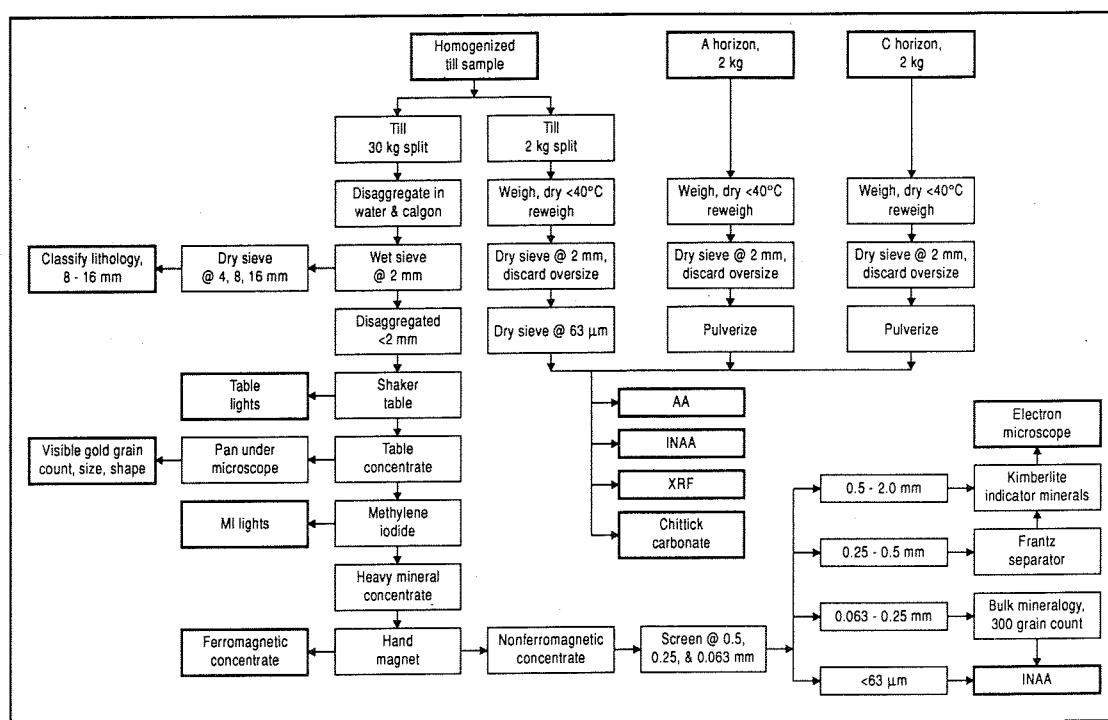 Homogenized
till sample
A horizon,
2 kg
C horizon,
2 kg
Till
30 kg split
Till
2 kg split
Disaggregate in
water & calgon
Weigh, dry <40°C
reweigh
Weigh, dry <40°C
reweigh
Weigh, dry <40°C
reweigh
Classify lithology,
8 - 16 mm
Dry sieve
@ 4, 8, 16 mm
Wet sieve
@ 2 mm
Dry sieve @ 2 mm,
discard oversize
Dry sieve @ 2 mm,
discard oversize
Dry sieve @ 2 mm,
discard oversize
Disaggregated
<2 mm
Dry sieve @ 63 µm
Pulverize
Pulverize
Table
lights
Shaker
table
AA
Visible gold grain
count, size, shape
Pan under
microscope
Table
concentrate
INAA
XRF
Chittick
carbonate
MI lights
Methylene
iodide
Heavy mineral
concentrate
Ferromagnetic
concentrate
Hand
magnet
Nonferromagnetic
concentrate
Screen @ 0.5,
0.25, & 0.063 mm
Electron
microscope
0.5 - 2.0 mm
Kimberlite
indicator minerals
0.25 - 0.5 mm
Frantz
separator
0.063 - 0.25 mm
Bulk mineralogy,
300 grain count
<63 µm
INAA